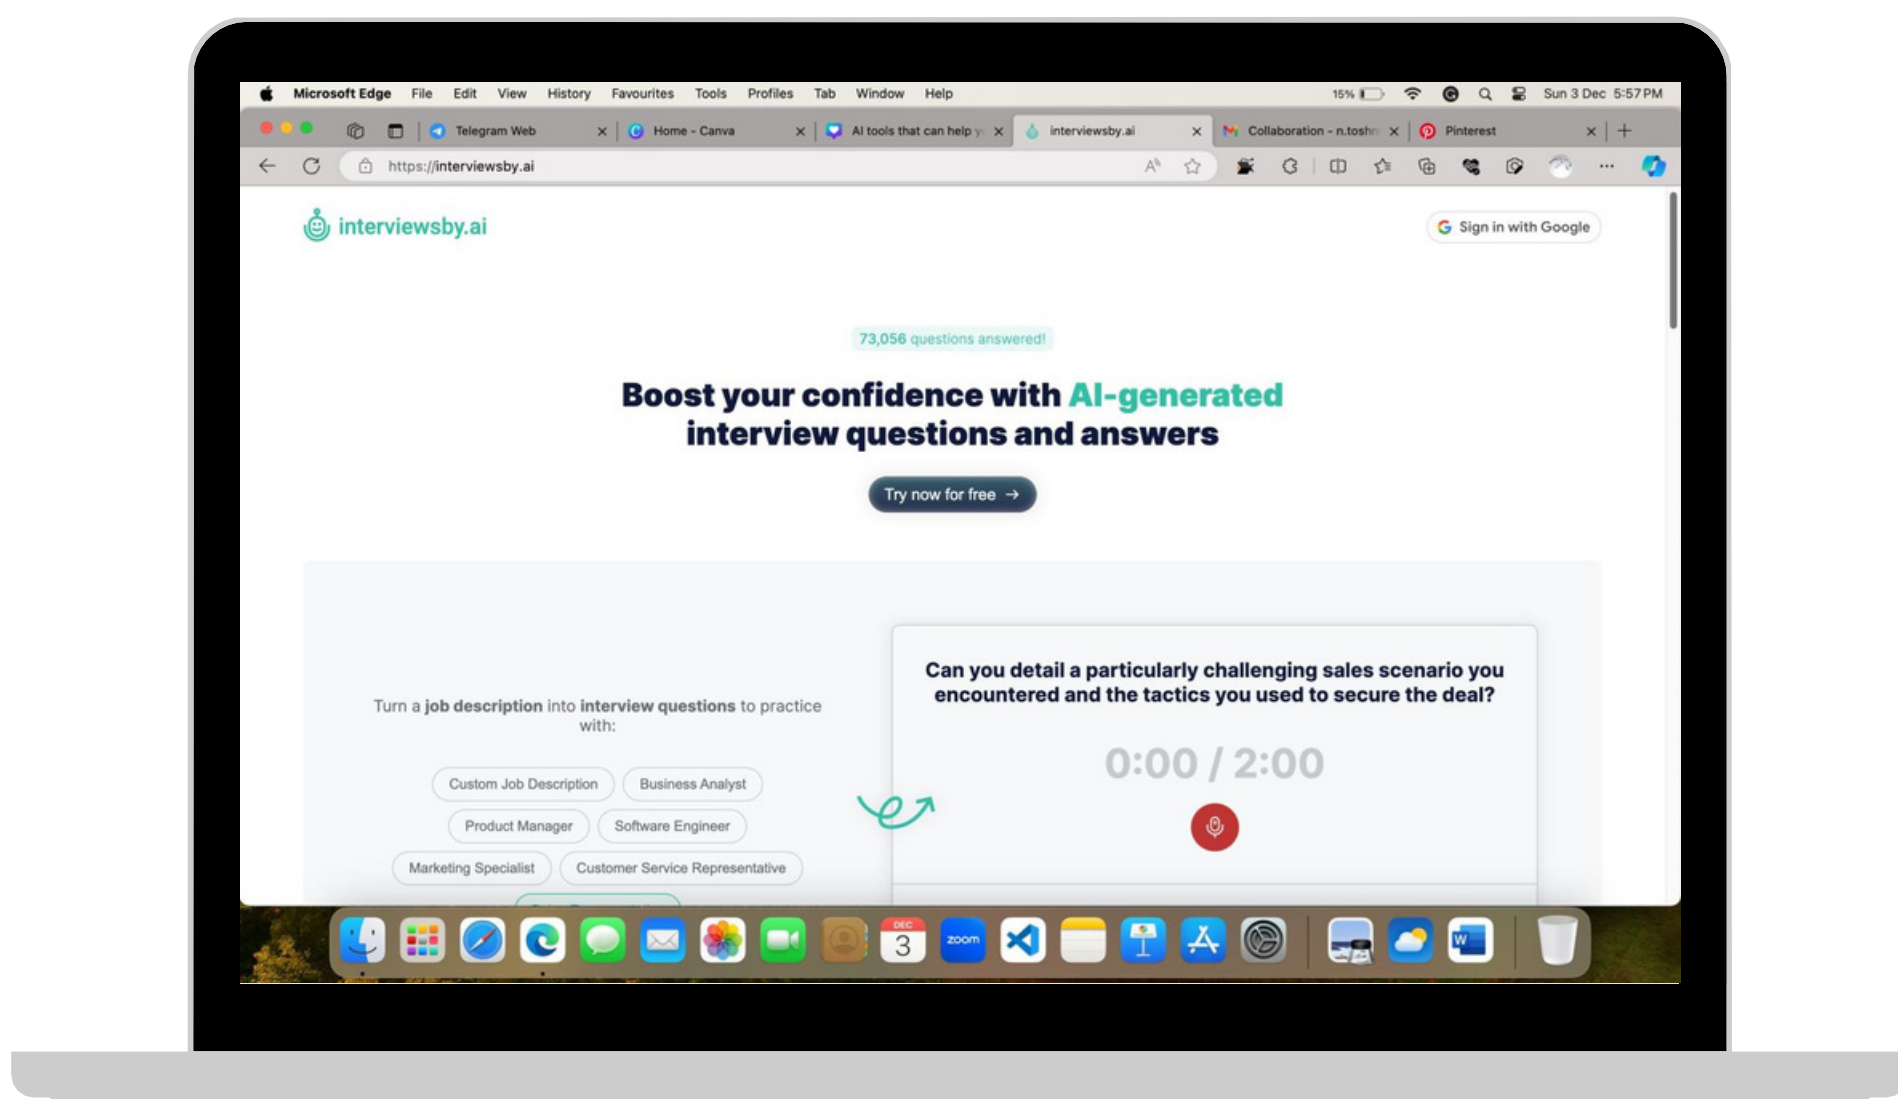 Microsoft Edge File Edit View History Favourites Tools Profiles Tab Window Help 15% Sun 3 Dec 5:57 PM
Telegram Web Home - Canva AI tools that can help interviewsby.ai Collaboration - n.toshm Pinterest
https://interviewsby.ai
interviewsby.ai
Sign in with Google
73,056 questions answered!
Boost your confidence with AI-generated
interview questions and answers
Try now for free →
Turn a job description into interview questions to practice
with:
Custom Job Description Business Analyst
Product Manager Software Engineer
Marketing Specialist Customer Service Representative
Can you detail a particularly challenging sales scenario you
encountered and the tactics you used to secure the deal?
0:00 / 2:00
DEC
3
zoom
W